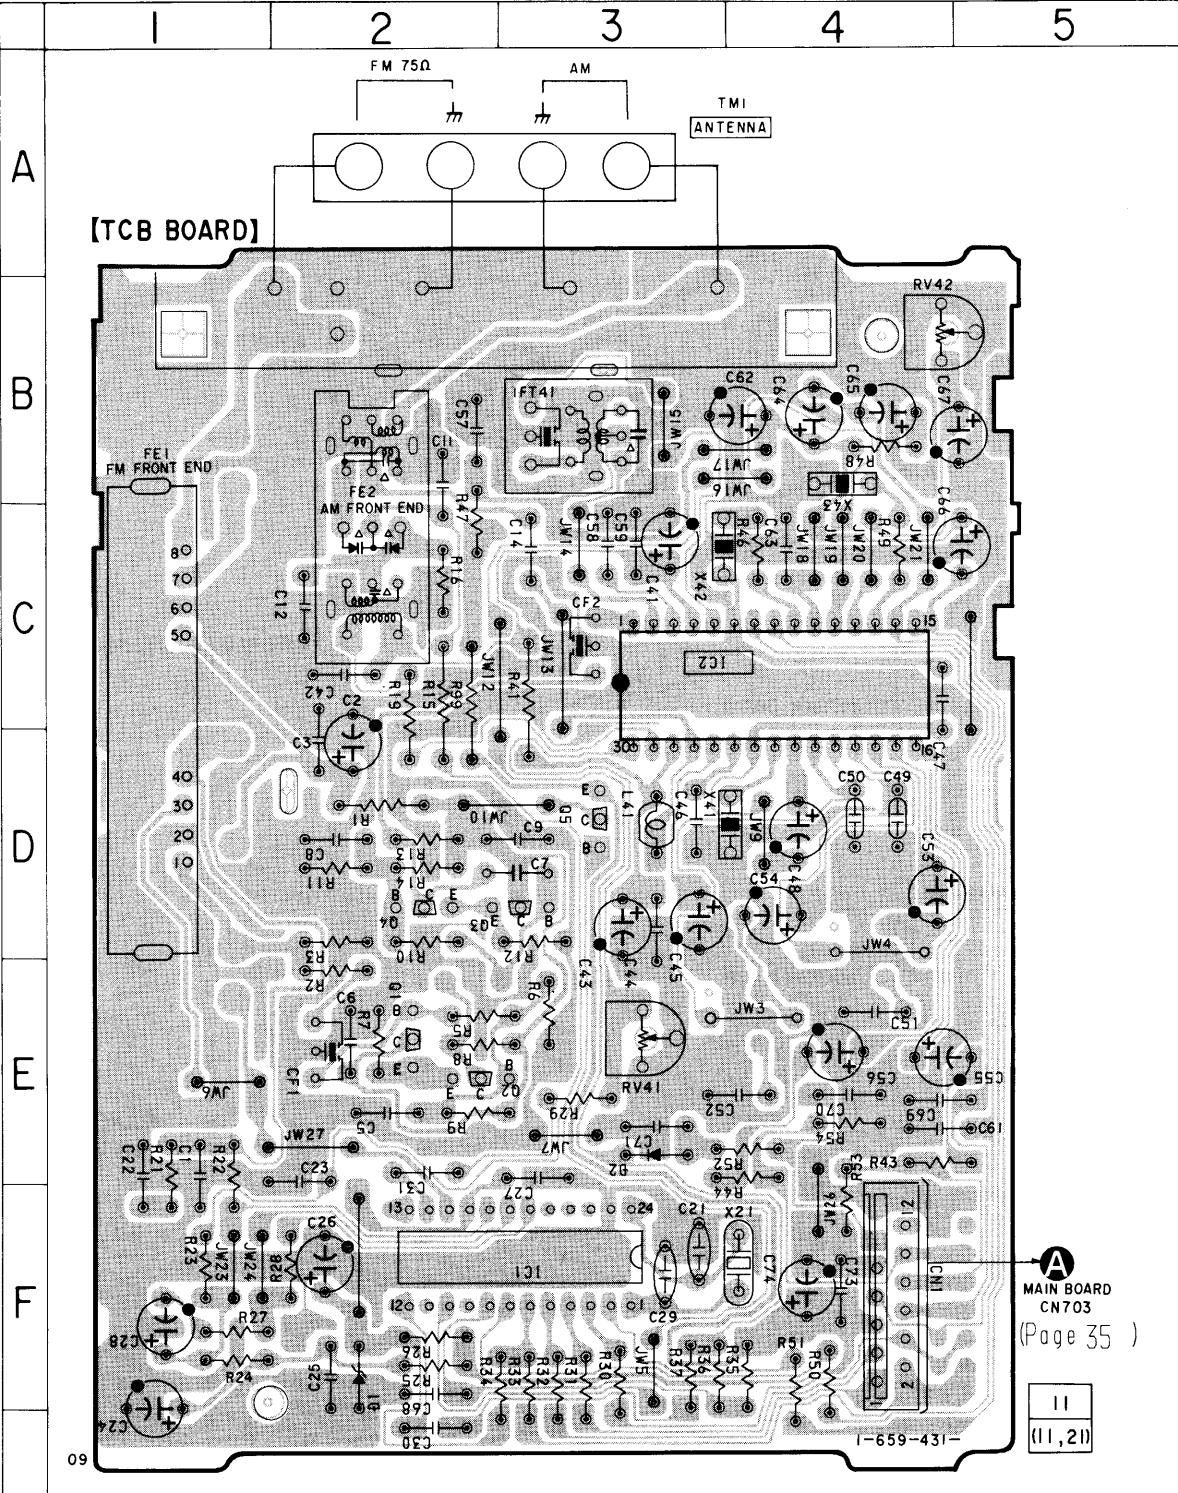 1 2 3 4 5
FM 75Ω
AM
TM1
ANTENNA
A
【TCB BOARD】
RV42
B
C62
C64
C65
C67
IFT41
C57
C11
JW15
FE1
FM FRONT END
JW17
R48
JW16
FE2
AM FRONT END
X43
C66
R47
C14
JW14
C58
C59
R46
C63
JW18
JW19
JW20
R49
JW21
8
7
R16
C41
X42
C
C12
CF2
6
1
15
5
JW13
IC2
C42
C2
R19
R15
R99
JW12
R41
C3
30
16
C47
4
E
C50
C49
3
R1
JW10
Q5
C
L41
C46
X41
JW9
D
2
C8
R13
C9
B
C48
C53
1
R11
R14
C7
C54
B
C
E
Q4
Q3
E
C
B
R3
R10
R12
JW4
R2
C43
C44
C45
Q1
R6
C6
R7
B
R5
JW3
C51
C
R8
E
CF1
E
B
E
C
Q2
RV41
C56
C55
JW6
R29
C52
C70
C69
C5
R9
C71
R54
C61
JW27
JW7
D2
R52
R53
R43
C22
R21
C1
R22
C23
C31
C27
R44
JW26
13
24
C21
X21
12
R23
JW23
JW24
R28
C26
IC1
C74
C73
CN1
A
F
12
1
MAIN BOARD
CN703
(Page 35 )
C28
R27
C29
R26
R51
R24
C25
R25
R34
R33
R32
R31
R30
JW5
R37
R36
R35
R50
D1
C68
2
1
C24
C30
1-659-431-
11
(11,21)
09